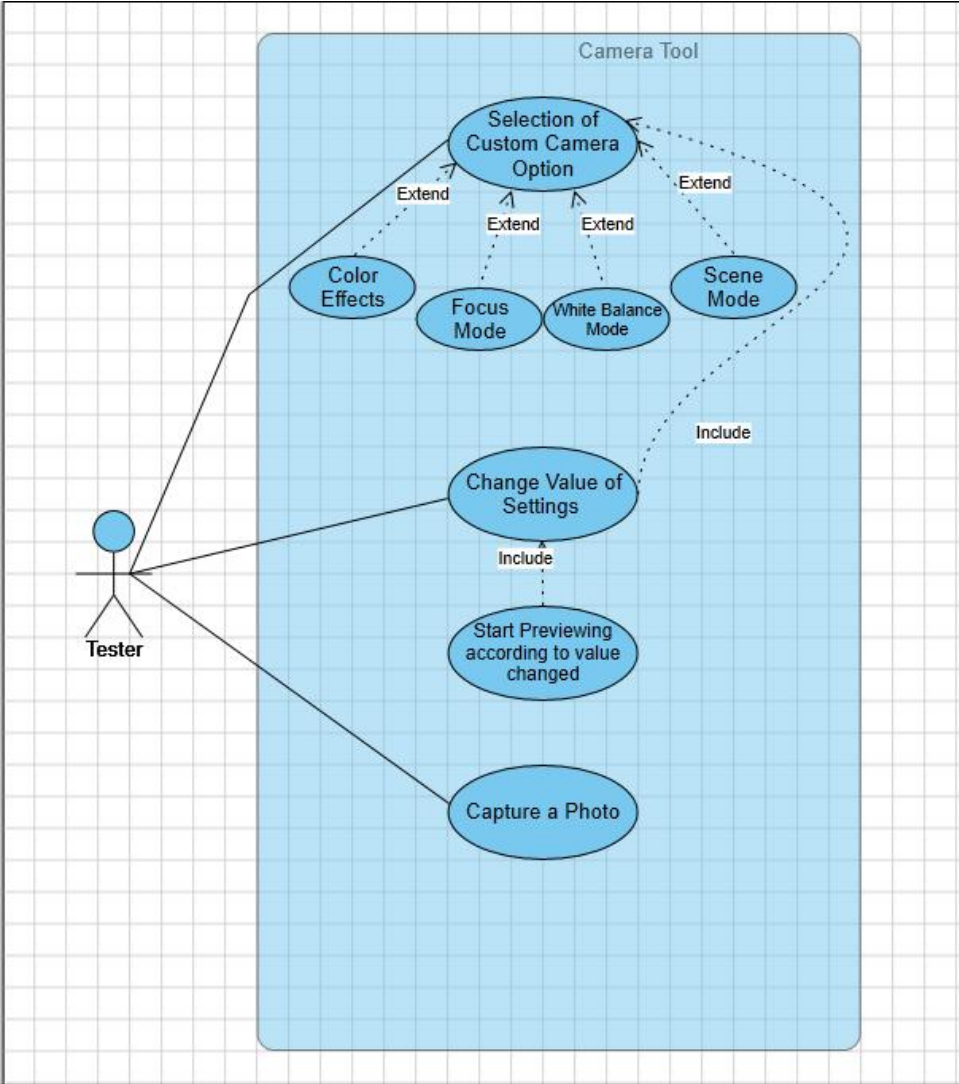 Camera Tool
Selection of
Custom Camera
Option
Extend
Extend
Extend
Extend
Color
Effects
Focus
Mode
White Balance
Mode
Scene
Mode
Include
Change Value of
Settings
Include
Start Previewing
according to value
changed
Tester
Capture a Photo